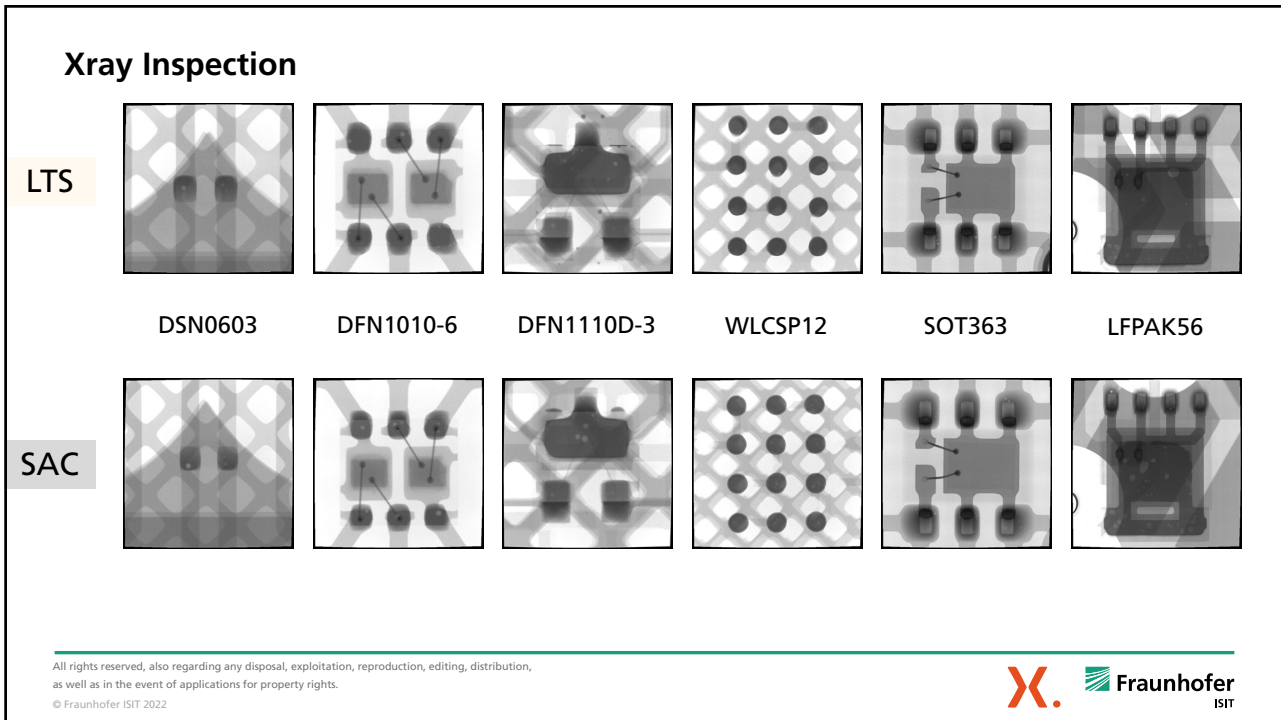 Xray Inspection
LTS
DSN0603
DFN1010-6
DFN1110D-3
WLCSP12
SOT363
LFPAK56
SAC
All rights reserved, also regarding any disposal, exploitation, reproduction, editing, distribution,
as well as in the event of applications for property rights.
© Fraunhofer ISIT 2022
X.
Fraunhofer
ISIT